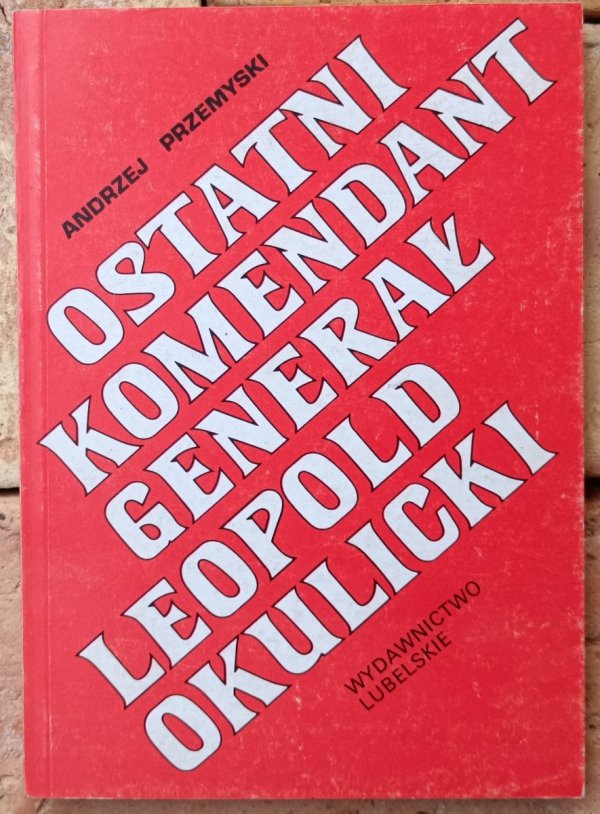 ANDRZEJ PRZEMYSKI
OSTATNI
KOMENDANT
GENERAŁ
LEOPOLD
OKULICKI
WYDAWNICTWO
LUBELSKIE